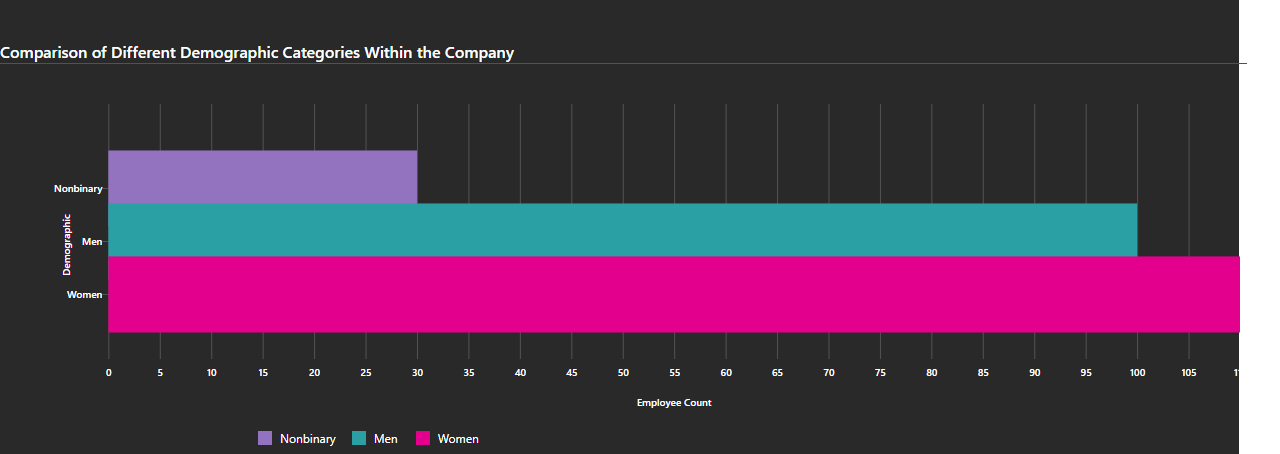 Comparison of Different Demographic Categories Within the Company
Nonbinary
Demographic
Men
Women
0 5 10 15 20 25 30 35 40 45 50 55 60 65 70 75 80 85 90 95 100 105
Employee Count
Nonbinary Men Women